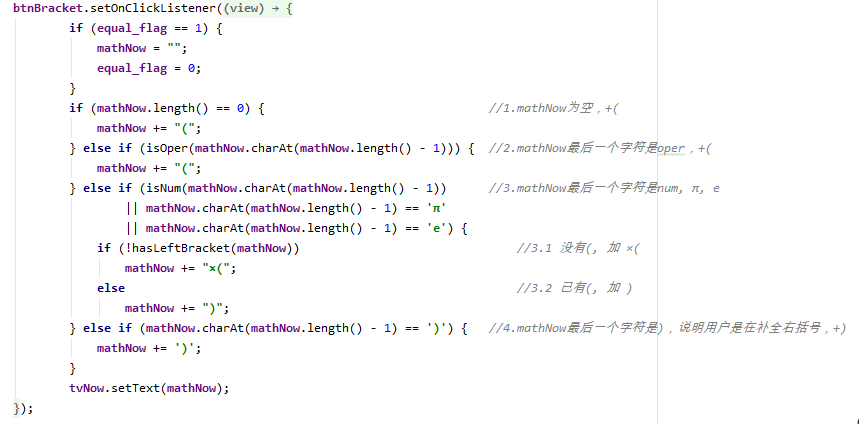 btnBracket.setOnClickListener((view) → {
if (equal_flag == 1) {
mathNow = "";
equal_flag = 0;
}
if (mathNow.length() == 0) { //1.mathNow为空，+(
mathNow += "(";
} else if (isOper(mathNow.charAt(mathNow.length() - 1))) { //2.mathNow最后一个字符是oper，+(
mathNow += "(";
} else if (isNum(mathNow.charAt(mathNow.length() - 1)) //3.mathNow最后一个字符是num, π, e
|| mathNow.charAt(mathNow.length() - 1) == 'π'
|| mathNow.charAt(mathNow.length() - 1) == 'e') {
if (!hasLeftBracket(mathNow)) //3.1 没有(, 加 ×(
mathNow += "×(";
else //3.2 已有(, 加 )
mathNow += ")";
} else if (mathNow.charAt(mathNow.length() - 1) == ')') { //4.mathNow最后一个字符是)，说明用户是在补全右括号，+)
mathNow += ')';
}
tvNow.setText(mathNow);
});